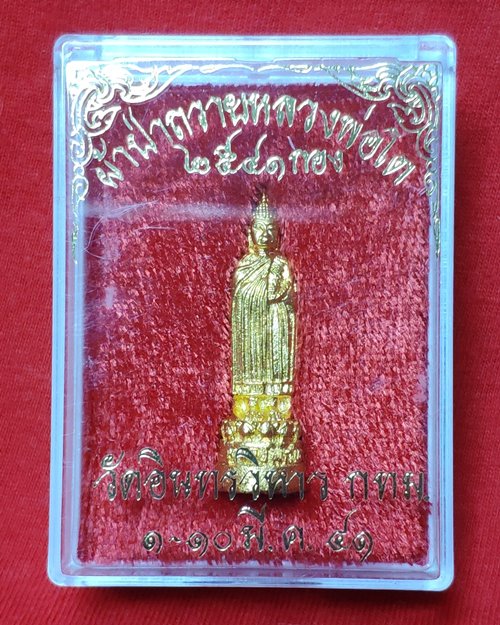 ผ้าป่าถวายหลวงพ่อโต
๒๕๔๑ กอง
วัดอินทรวิหาร กทม.
๑-๑๐ มี.ค. ๔๑